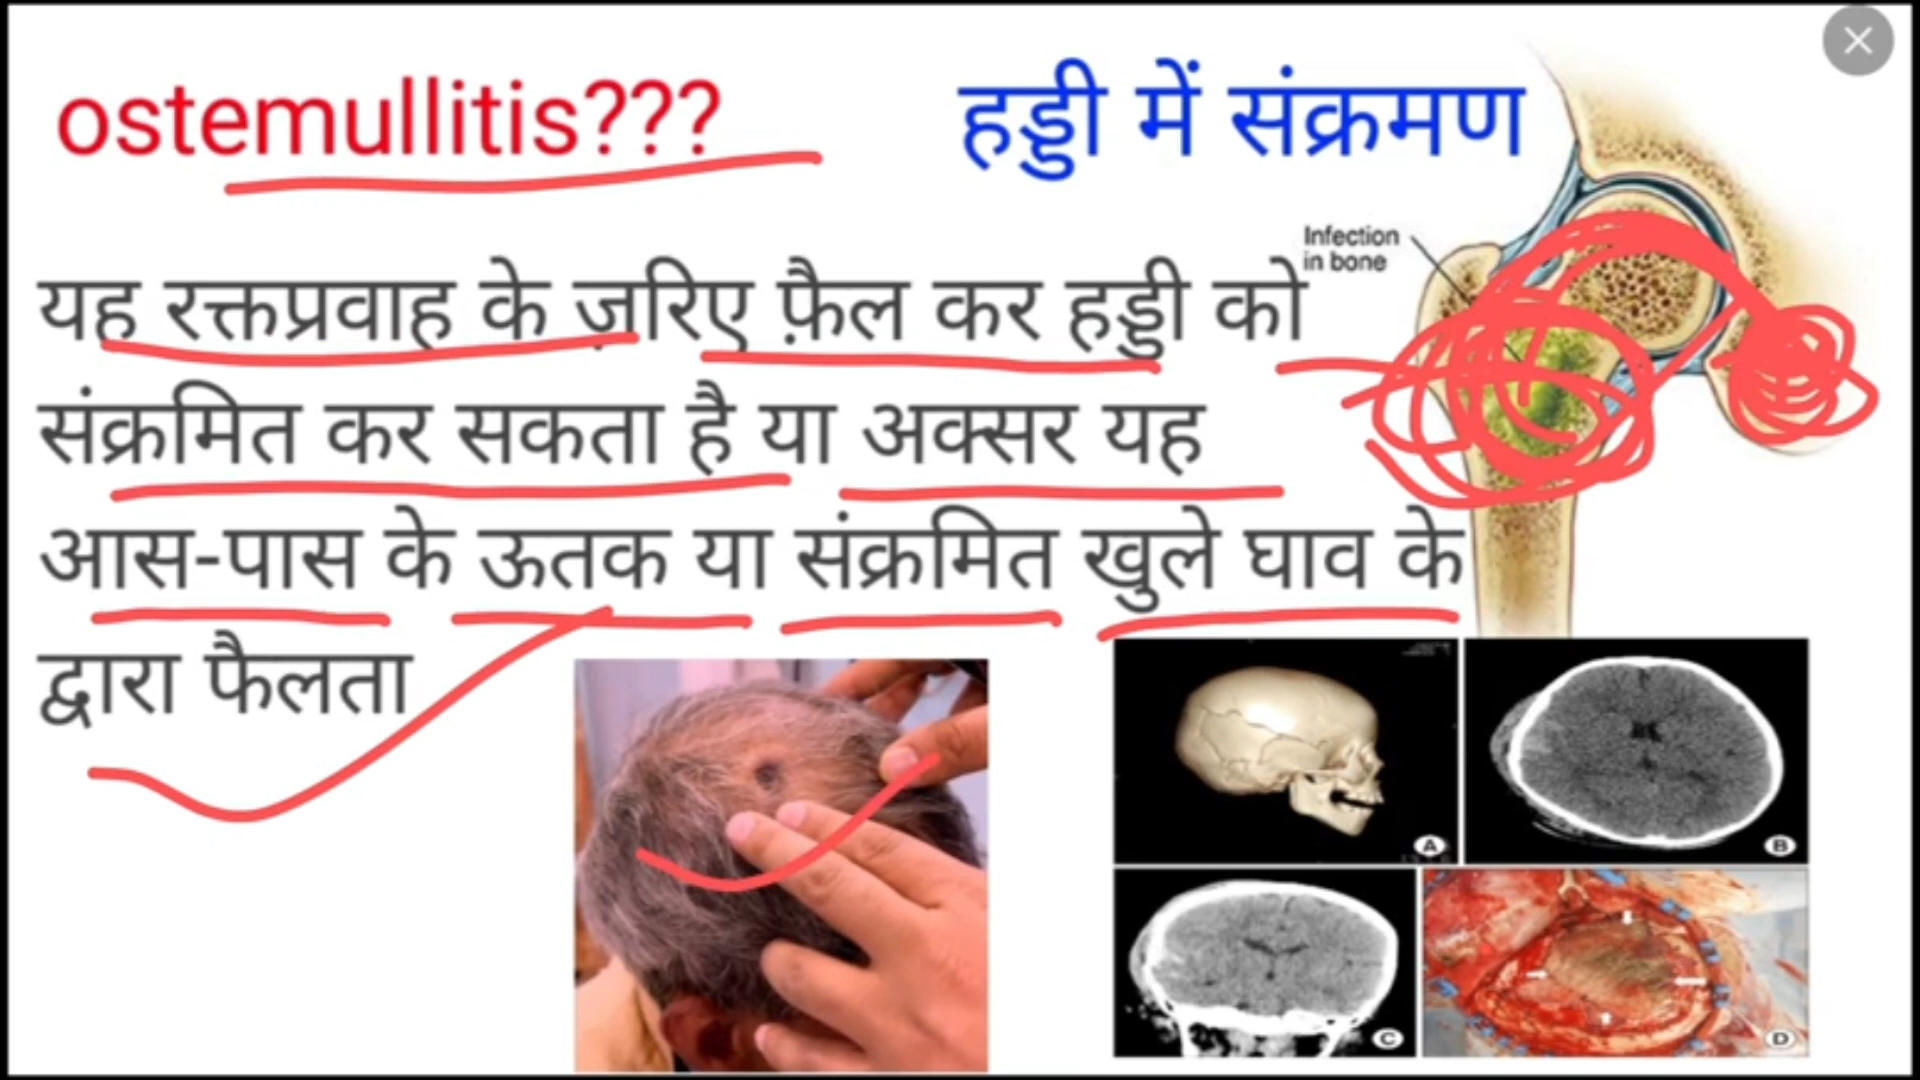 ostemullitis???
हड्डी में संक्रमण
Infection
in bone
यह रक्तप्रवाह के ज़रिए फ़ैल कर हड्डी को
संक्रमित कर सकता है या अक्सर यह
आस-पास के ऊतक या संक्रमित खुले घाव के
द्वारा फैलता
A
B
C
D